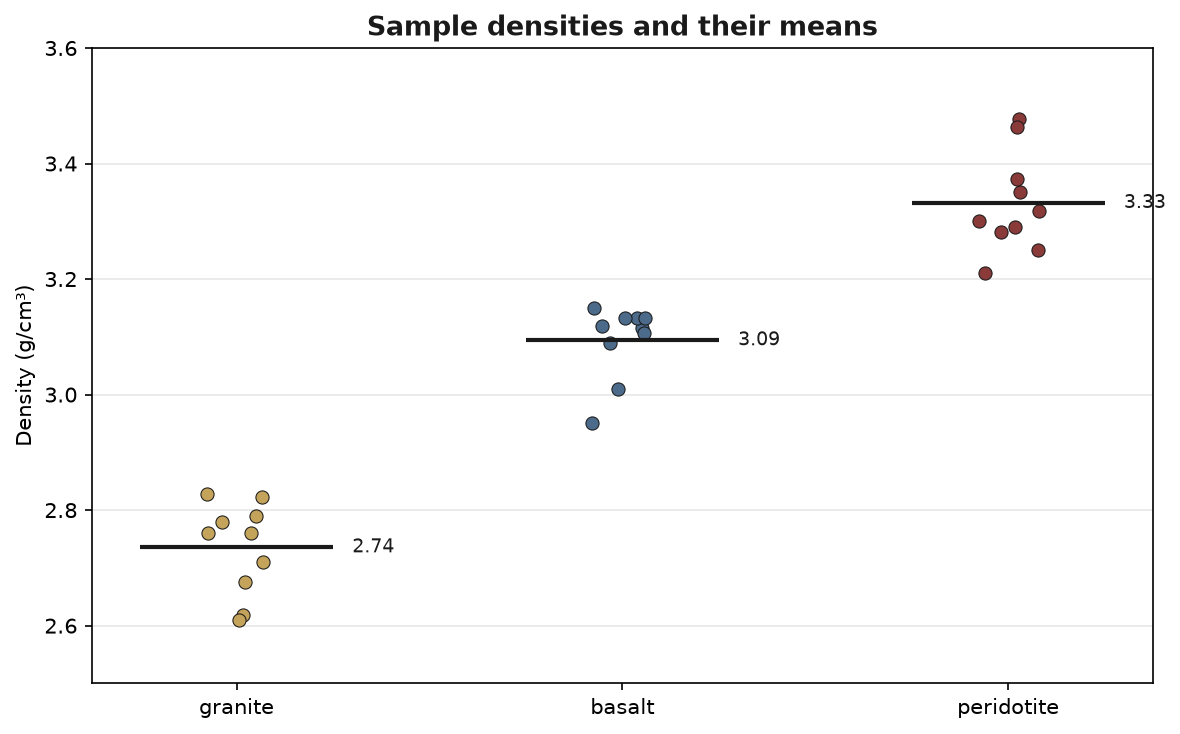 Sample densities and their means
3.6
3.4
3.2
3.0
2.8
2.6
Density (g/cm³)
3.33
3.09
2.74
granite
basalt
peridotite